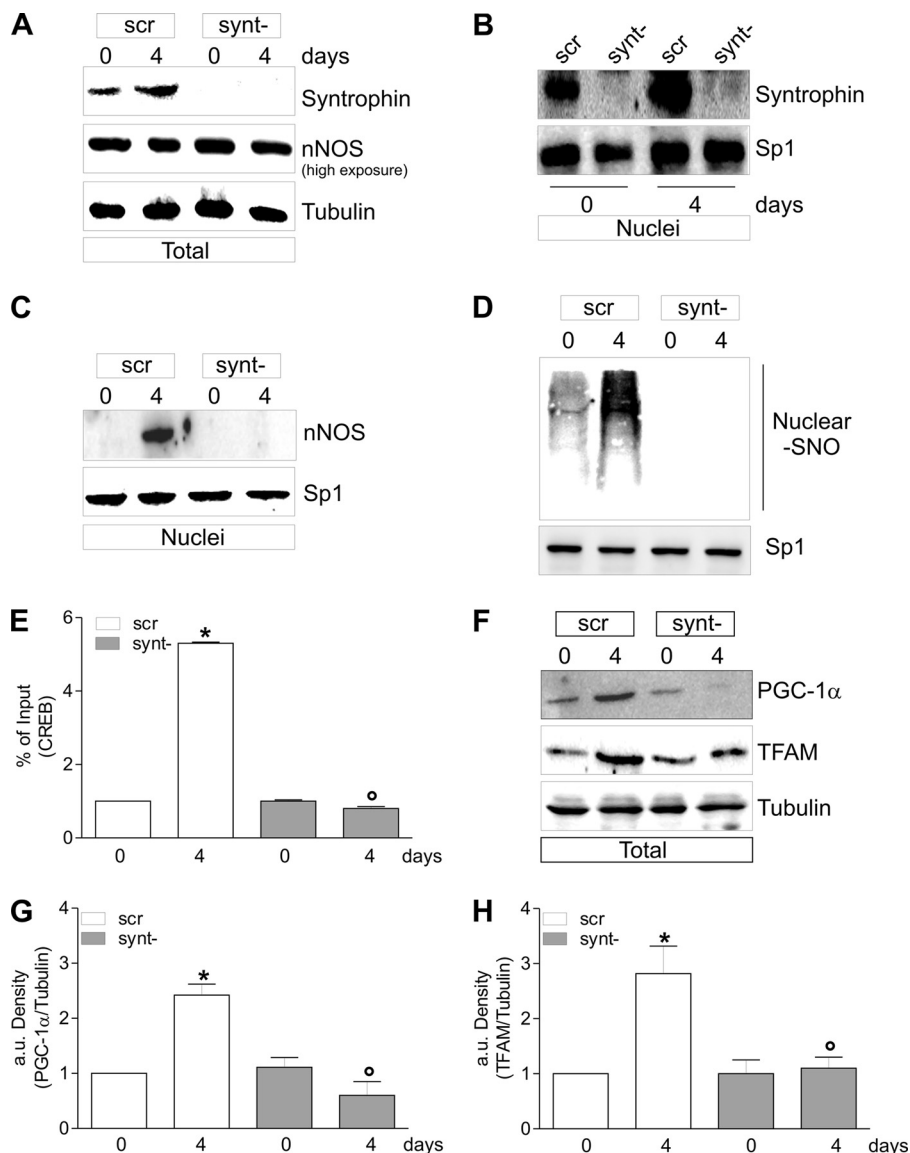 A
scr synt-
0 4 0 4 days
Syntrophin
nNOS
(high exposure)
Tubulin
Total
B
scr synt- scr synt-
Syntrophin
Sp1
0 4 days
Nuclei
C
scr synt-
0 4 0 4
nNOS
Sp1
Nuclei
D
scr synt-
0 4 0 4
Nuclear
-SNO
Sp1
E
% of Input
(CREB)
6
4
2
0
scr
synt-
*
°
0 4 0 4 days
F
scr synt-
0 4 0 4
PGC-1α
TFAM
Tubulin
Total
G
a.u. Density
(PGC-1α/Tubulin)
4
3
2
1
0
scr
synt-
*
°
0 4 0 4 days
H
a.u. Density
(TFAM/Tubulin)
4
3
2
1
0
scr
synt-
*
°
0 4 0 4 days